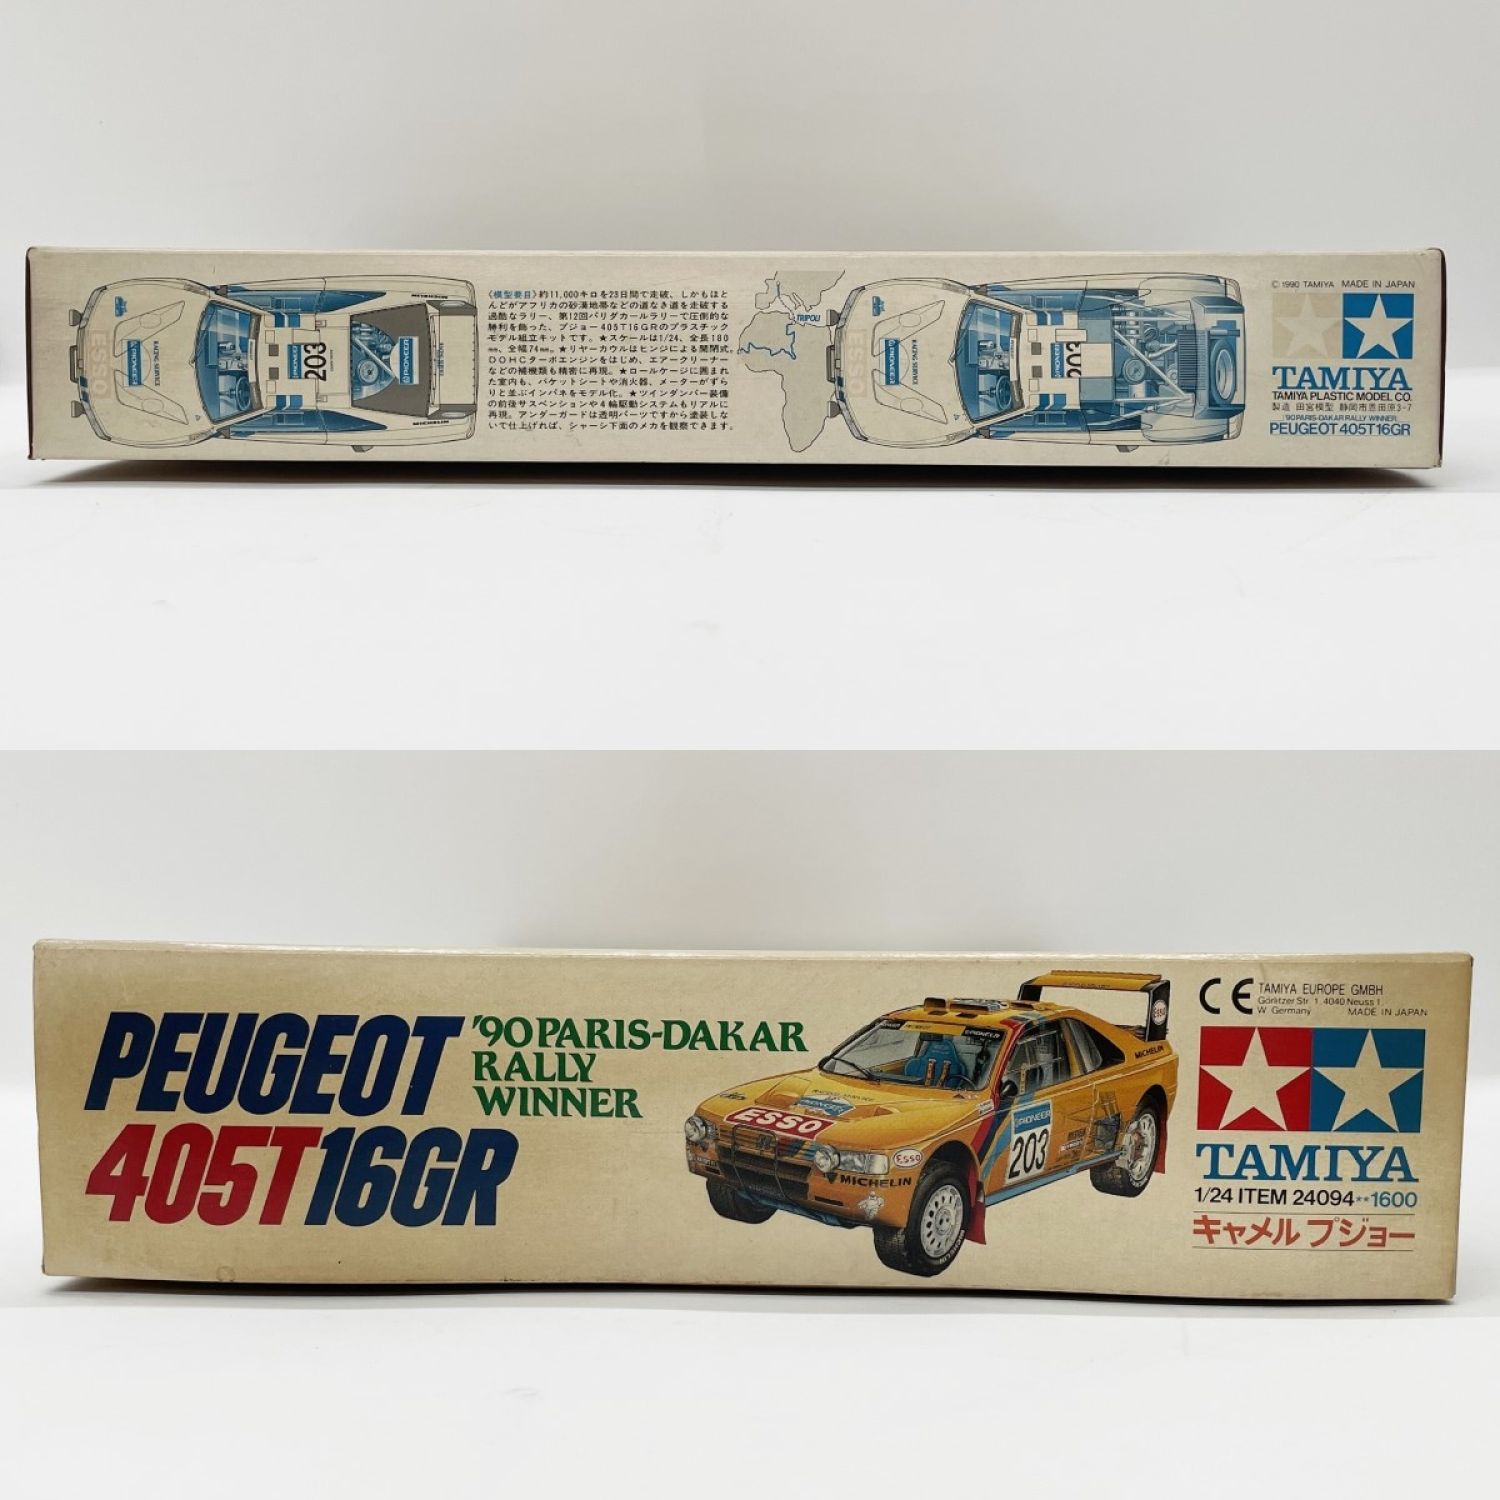 MICHELIN
ESSO
PIONEER
RACING SERVICE
203
PIONEER
MICHELIN
〈模型要目〉約11,000キロを23日間で走破、しかもほと
んどがアフリカの砂漠地帯などの道なき道を走破する
過酷なラリー、第12回パリダカールラリーで圧倒的な
勝利を飾った、プジョー405T16GRのプラスチック
モデル組立キットです。★スケールは1/24、全長180
mm、全幅74mm。★リヤーカウルはヒンジによる開閉式。
DOHCターボエンジンをはじめ、エアークリーナー
などの補機類も精密に再現。★ロールケージに囲まれ
た室内も、バケットシートや消火器、メーターがずら
りと並ぶインパネをモデル化。★ツインダンパー装備
の前後サスペンションや4輪駆動システムもリアルに
再現。アンダーガードは透明パーツですから塗装しな
いで仕上げれば、シャーシ下面のメカを観察できます。
TRIPOLI
ESSO
PIONEER
RACING SERVICE
203
© 1990 TAMIYA MADE IN JAPAN
TAMIYA
TAMIYA PLASTIC MODEL CO.
製造 田宮模型 静岡市恩田原3-7
'90 PARIS-DAKAR RALLY WINNER
PEUGEOT 405T16GR
PEUGEOT
405T16GR
'90 PARIS-DAKAR
RALLY
WINNER
PIONEER
MICHELIN
ESSO
PIONEER
ESSO
PIONEER
203
ESSO
MICHELIN
MICHELIN
CE
TAMIYA EUROPE GMBH
Görlitzer Str. 1. 4040 Neuss 1.
W. Germany MADE IN JAPAN
TAMIYA
1/24 ITEM 24094**1600
キャメル プジョー